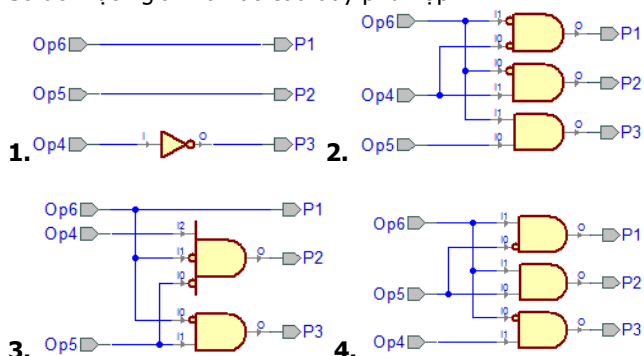 Op6 P1
Op5 P2
1. Op4 I O P3
Op6 I1 O P1
I0
I0 O P2
Op4 I1
I1 O P3
2. Op5 I0
Op6 P1
Op4 I2
I1 O P2
I0
I0 O P3
3. Op5 I1
Op6 I1 O P1
I0
I1 O P2
Op5 I0
I0 O P3
4. Op4 I1